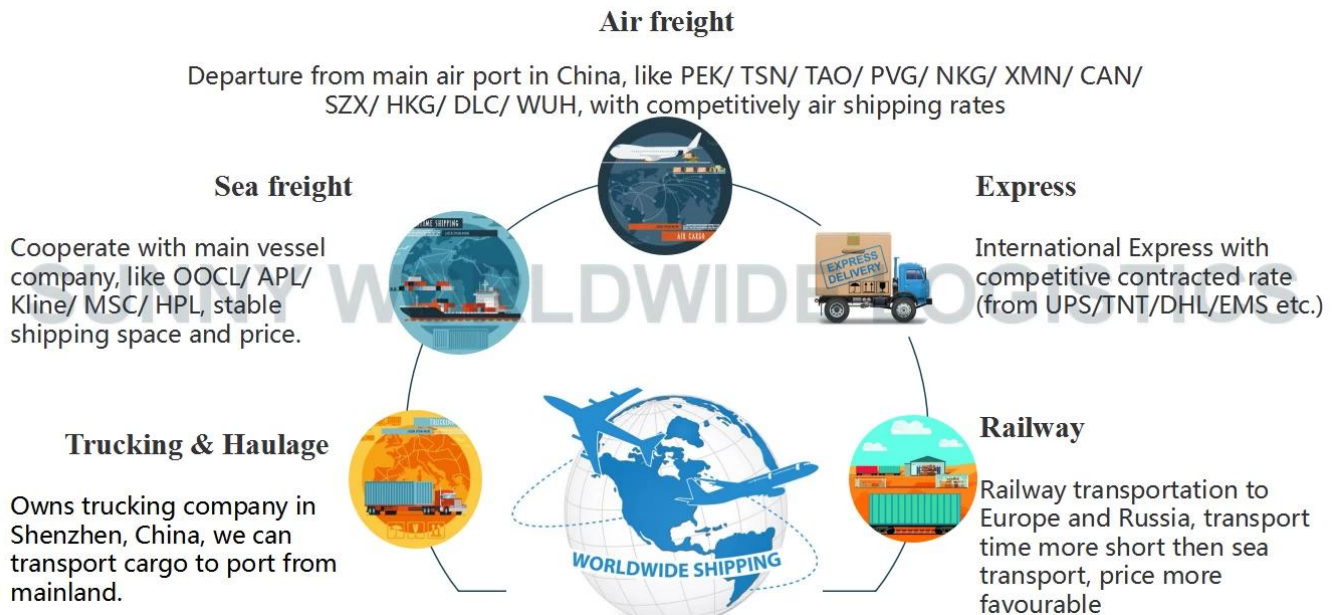 Air freight
Departure from main air port in China, like PEK/ TSN/ TAO/ PVG/ NKG/ XMN/ CAN/
SZX/ HKG/ DLC/ WUH, with competitively air shipping rates
Sea freight
Cooperate with main vessel
company, like OOCL/ APL/
Kline/ MSC/ HPL, stable
shipping space and price.
Express
International Express with
competitive contracted rate
(from UPS/TNT/DHL/EMS etc.)
SUNNY WORLDWIDE LOGISTICS
TIME SHIPPING
AIR CARGO
EXPRESS
DELIVERY
Trucking & Haulage
Owns trucking company in
Shenzhen, China, we can
transport cargo to port from
mainland.
WORLDWIDE SHIPPING
Railway
Railway transportation to
Europe and Russia, transport
time more short then sea
transport, price more
favourable